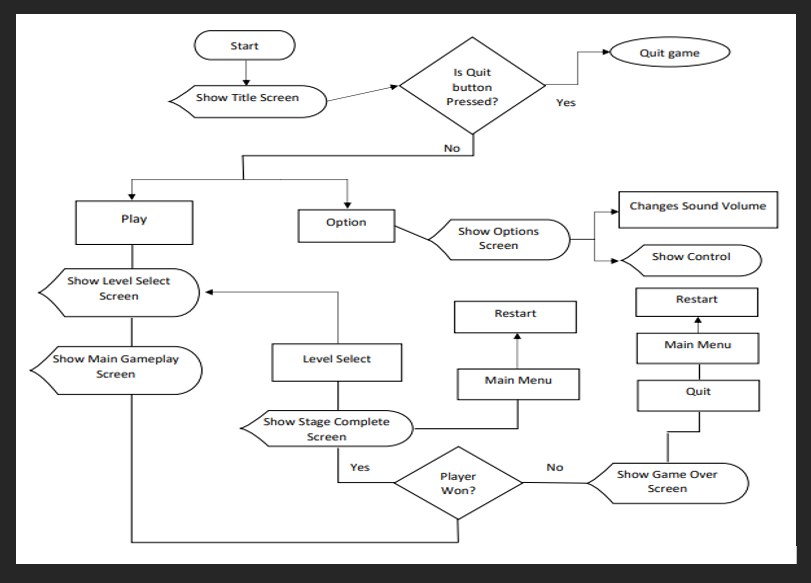 Start
Show Title Screen
Is Quit
button
Pressed?
Yes
Quit game
No
Play
Option
Show Options
Screen
Changes Sound Volume
Show Control
Show Level Select
Screen
Show Main Gameplay
Screen
Level Select
Restart
Main Menu
Show Stage Complete
Screen
Restart
Main Menu
Quit
Yes
Player
Won?
No
Show Game Over
Screen